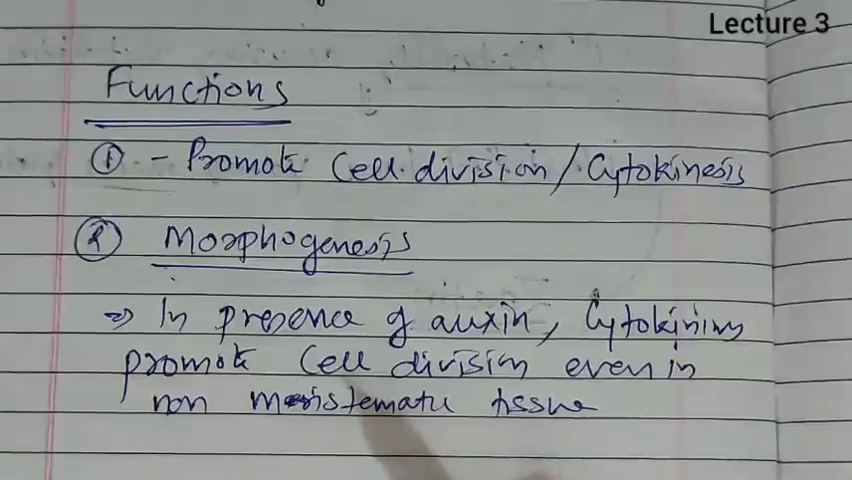 Lecture 3
Functions
① - Promote Cell division / Cytokinesis
② Morphogenesis
⇒ In presence of auxin, Cytokinins
promote Cell division even in
non meristematic tissue